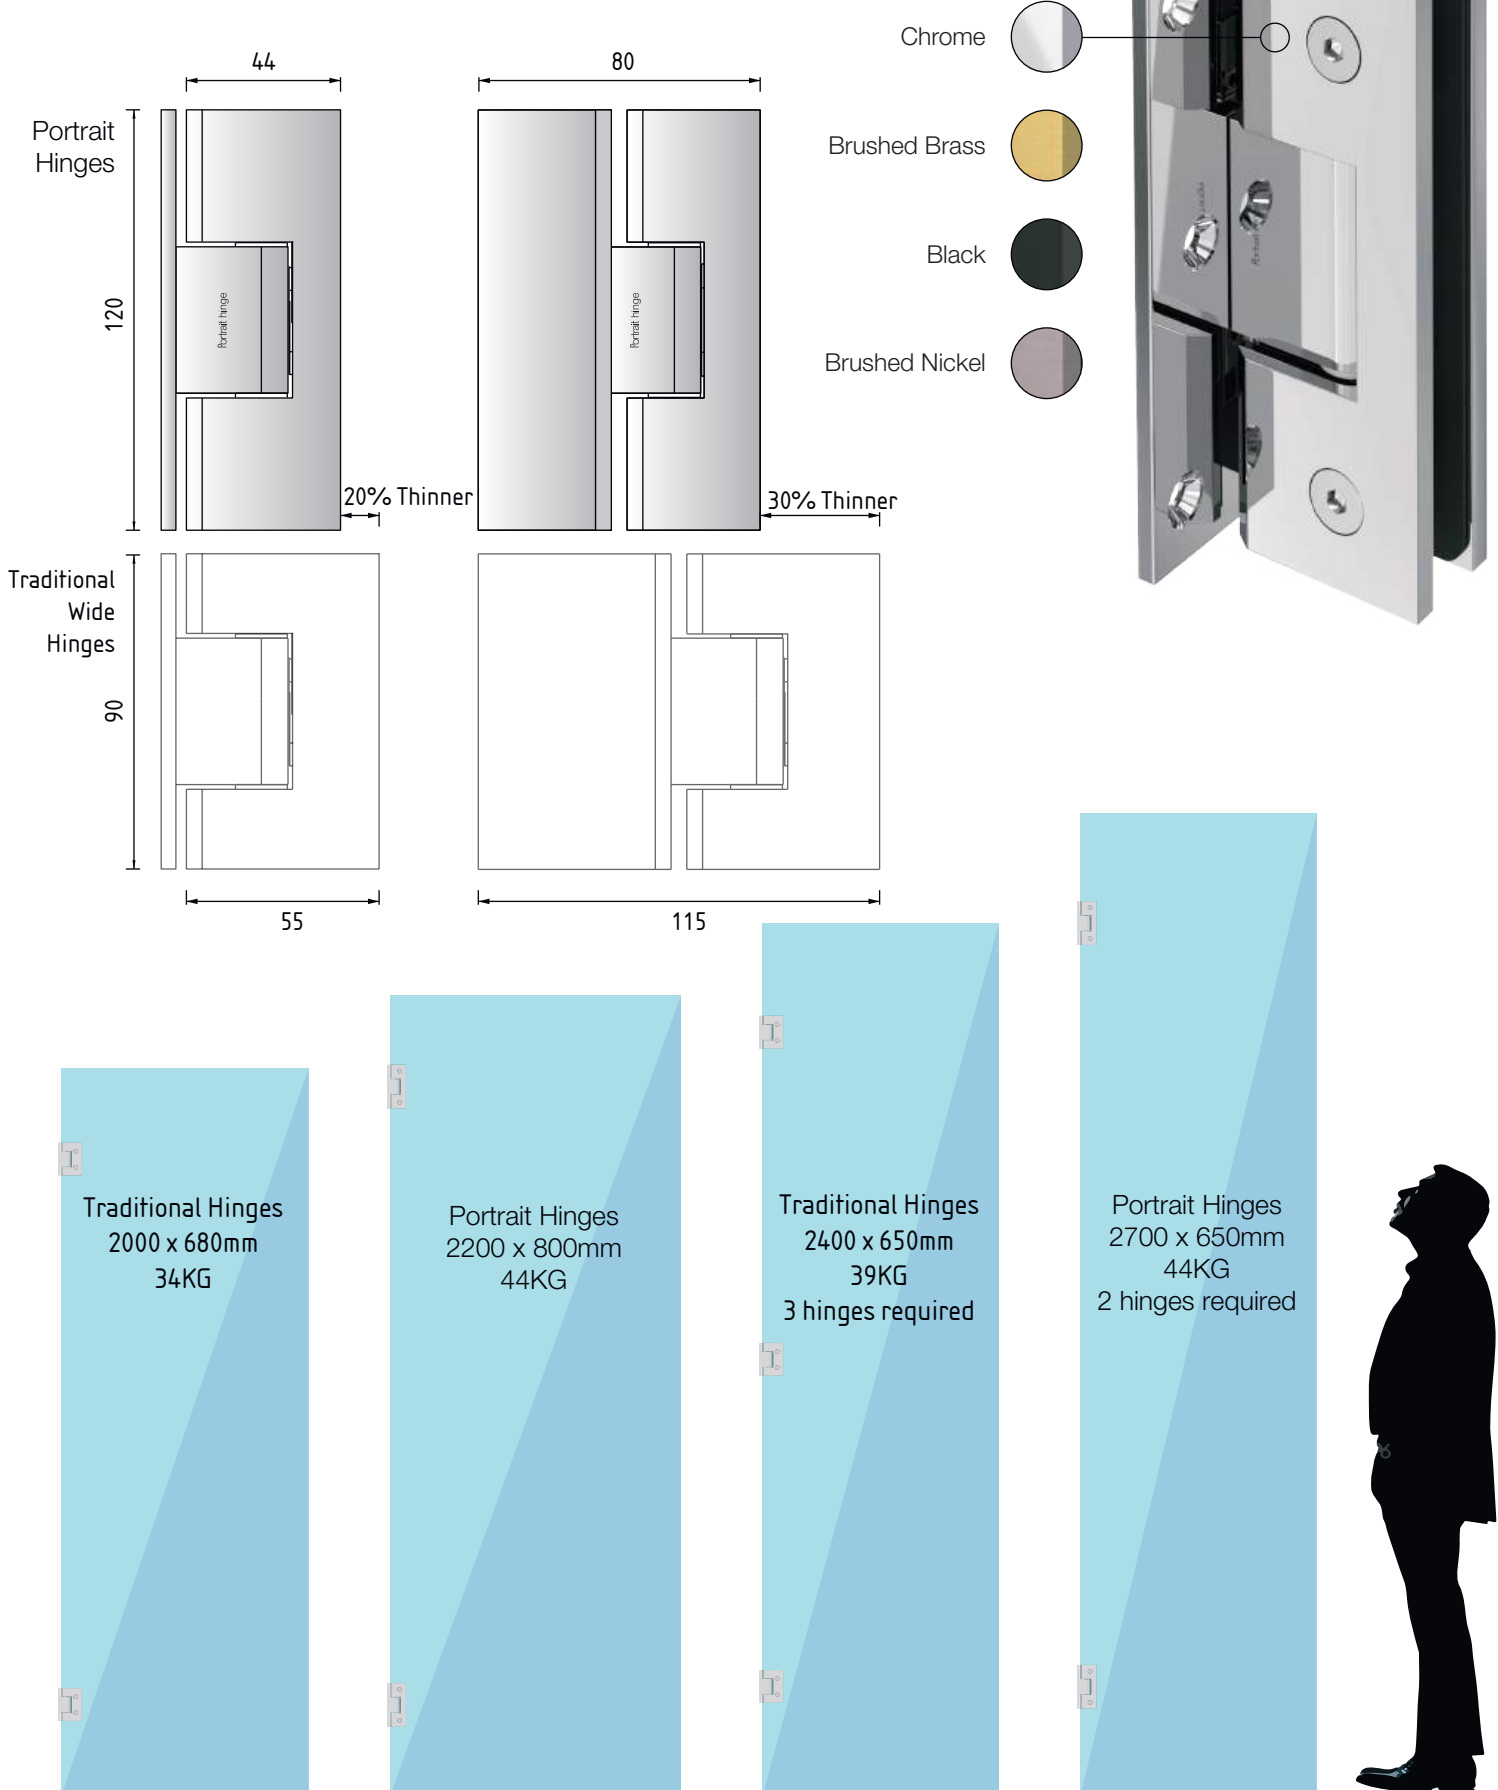 44
80
Chrome
Portrait
Hinges
Brushed Brass
Black
120
Portrait hinge
Portrait hinge
Brushed Nickel
20% Thinner
30% Thinner
Traditional
Wide
Hinges
90
55
115
Traditional Hinges
2000 x 680mm
34KG
Portrait Hinges
2200 x 800mm
44KG
Traditional Hinges
2400 x 650mm
39KG
3 hinges required
Portrait Hinges
2700 x 650mm
44KG
2 hinges required